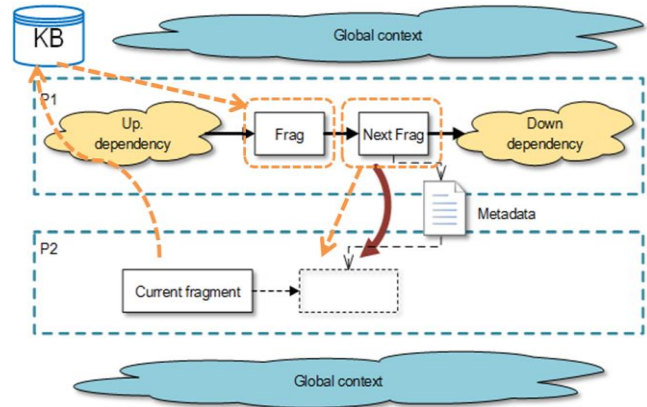 KB
Global context
P1
Up.
dependency
Frag
Next Frag
Down
dependency
Metadata
P2
Current fragment
Global context